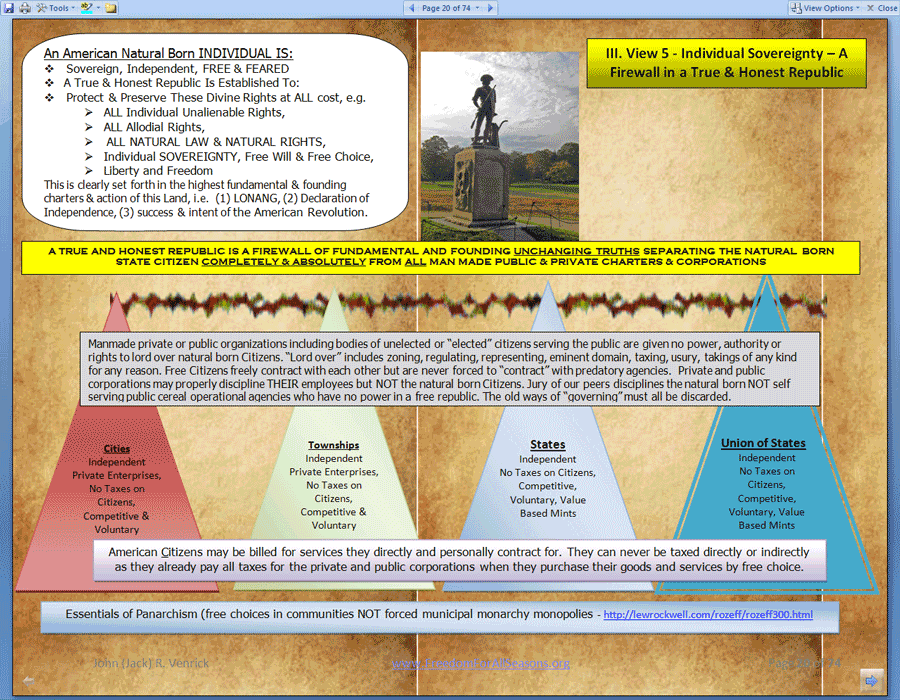 Tools
Page 20 of 74
View Options
Close
An American Natural Born INDIVIDUAL IS:
❖ Sovereign, Independent, FREE & FEARED
❖ A True & Honest Republic Is Established To:
❖ Protect & Preserve These Divine Rights at ALL cost, e.g.
➢ ALL Individual Unalienable Rights,
➢ ALL Allodial Rights,
➢ ALL NATURAL LAW & NATURAL RIGHTS,
➢ Individual SOVEREIGNTY, Free Will & Free Choice,
➢ Liberty and Freedom
This is clearly set forth in the highest fundamental & founding
charters & action of this Land, i.e. (1) LONANG, (2) Declaration of
Independence, (3) success & intent of the American Revolution.
III. View 5 - Individual Sovereignty – A
Firewall in a True & Honest Republic
A TRUE AND HONEST REPUBLIC IS A FIREWALL OF FUNDAMENTAL AND FOUNDING UNCHANGING TRUTHS SEPARATING THE NATURAL BORN
STATE CITIZEN COMPLETELY & ABSOLUTELY FROM ALL MAN MADE PUBLIC & PRIVATE CHARTERS & CORPORATIONS
Manmade private or public organizations including bodies of unelected or “elected” citizens serving the public are given no power, authority or
rights to lord over natural born Citizens. “Lord over” includes zoning, regulating, representing, eminent domain, taxing, usury, takings of any kind
for any reason. Free Citizens freely contract with each other but are never forced to “contract” with predatory agencies. Private and public
corporations may properly discipline THEIR employees but NOT the natural born Citizens. Jury of our peers disciplines the natural born NOT self
serving public cereal operational agencies who have no power in a free republic. The old ways of “governing” must all be discarded.
Cities
Independent
Private Enterprises,
No Taxes on
Citizens,
Competitive &
Voluntary
Townships
Independent
Private Enterprises,
No Taxes on
Citizens,
Competitive &
Voluntary
States
Independent
No Taxes on Citizens,
Competitive,
Voluntary, Value
Based Mints
Union of States
Independent
No Taxes on
Citizens,
Competitive,
Voluntary, Value
Based Mints
American Citizens may be billed for services they directly and personally contract for. They can never be taxed directly or indirectly
as they already pay all taxes for the private and public corporations when they purchase their goods and services by free choice.
Essentials of Panarchism (free choices in communities NOT forced municipal monarchy monopolies - http://lewrockwell.com/rozeff/rozeff300.html
John (Jack) R. Venrick
www.FreedomForAllSeasons.org